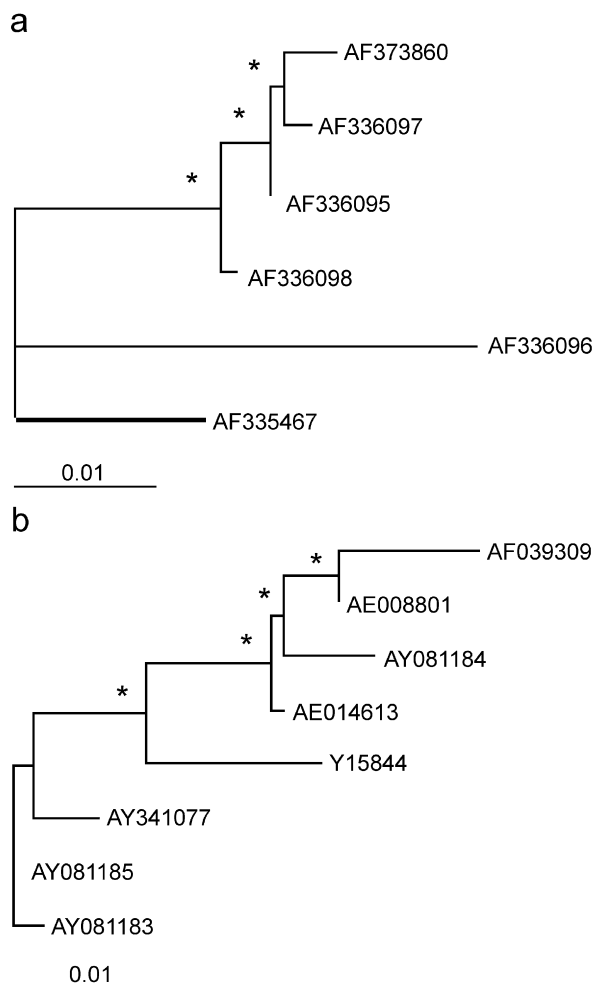 a
*
AF373860
*
AF336097
*
AF336095
AF336098
AF336096
AF335467
0.01
b
*
AF039309
*
AE008801
*
AY081184
*
AE014613
Y15844
AY341077
AY081185
AY081183
0.01